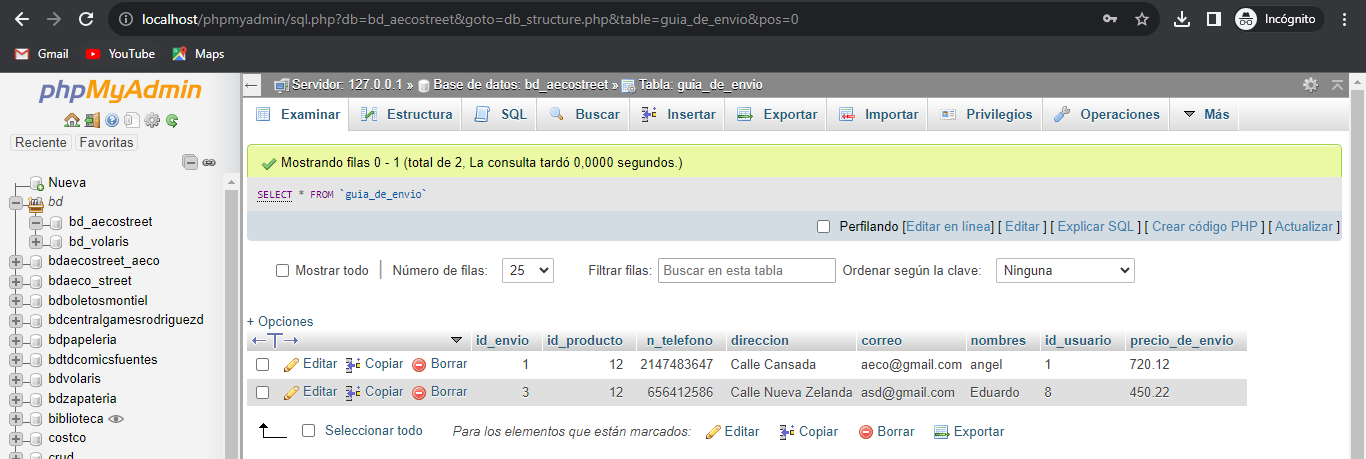 localhost/phpmyadmin/sql.php?db=bd_aecostreet&goto=db_structure.php&table=guia_de_envio&pos=0
Incógnito
Gmail YouTube Maps
phpMyAdmin
Reciente Favoritas
Nueva
bd
bd_aecostreet
bd_volaris
bdaecostreet_aeco
bdaeco_street
bdboletosmontiel
bdcentralgamesrodriguezd
bdpapeleria
bdtdcomicsfuentes
bdvolaris
bdzapateria
biblioteca
costco
crud
Servidor: 127.0.0.1 » Base de datos: bd_aecostreet » Tabla: guia_de_envio
Examinar Estructura SQL Buscar Insertar Exportar Importar Privilegios Operaciones Más
Mostrando filas 0 - 1 (total de 2, La consulta tardó 0,0000 segundos.)
SELECT * FROM `guia_de_envio`
Perfilando [Editar en línea] [ Editar ] [ Explicar SQL ] [ Crear código PHP ] [ Actualizar ]
Mostrar todo | Número de filas: 25 Filtrar filas: Buscar en esta tabla Ordenar según la clave: Ninguna
+ Opciones
←T→ id_envio id_producto n_telefono direccion correo nombres id_usuario precio_de_envio
Editar Copiar Borrar 1 12 2147483647 Calle Cansada aeco@gmail.com angel 1 720.12
Editar Copiar Borrar 3 12 656412586 Calle Nueva Zelanda asd@gmail.com Eduardo 8 450.22
Seleccionar todo Para los elementos que están marcados: Editar Copiar Borrar Exportar